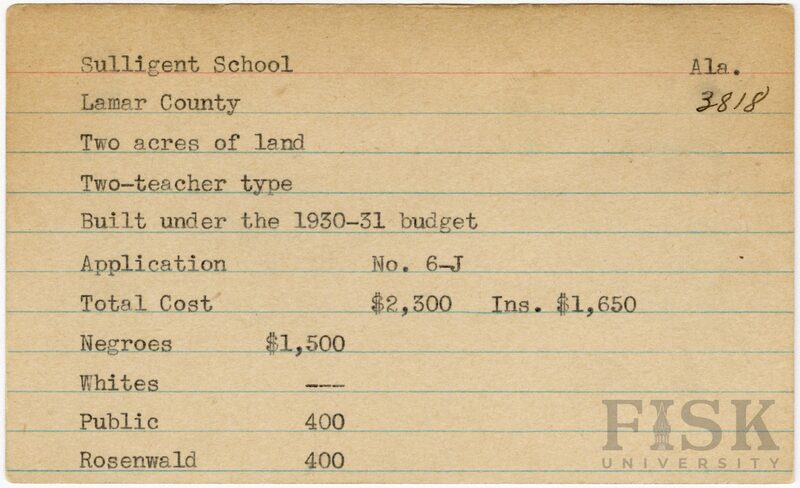 Sulligent School Ala.
Lamar County 3818
Two acres of land
Two-teacher type
Built under the 1930-31 budget
Application No. 6-J
Total Cost $2,300 Ins. $1,650
Negroes $1,500
Whites ---
Public 400
Rosenwald 400
FISK
UNIVERSITY